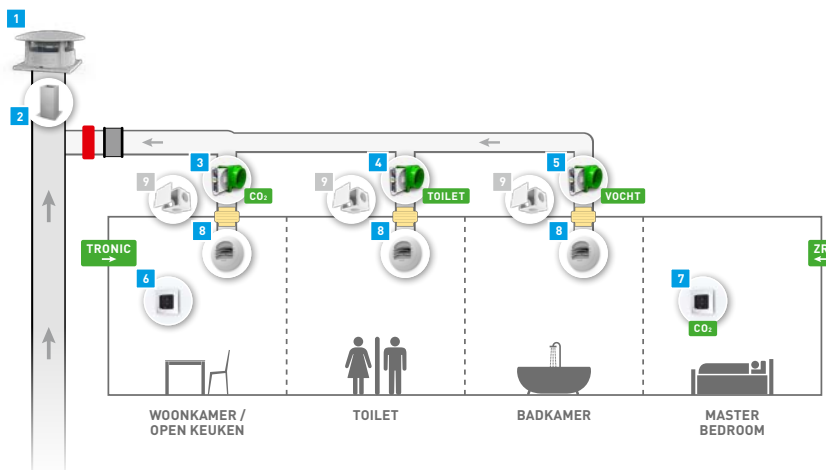 1
2
3
4
5
9
9
9
CO₂
TOILET
VOCHT
8
8
8
TRONIC
ZR
6
7
CO₂
WOONKAMER /
OPEN KEUKEN
TOILET
BADKAMER
MASTER
BEDROOM